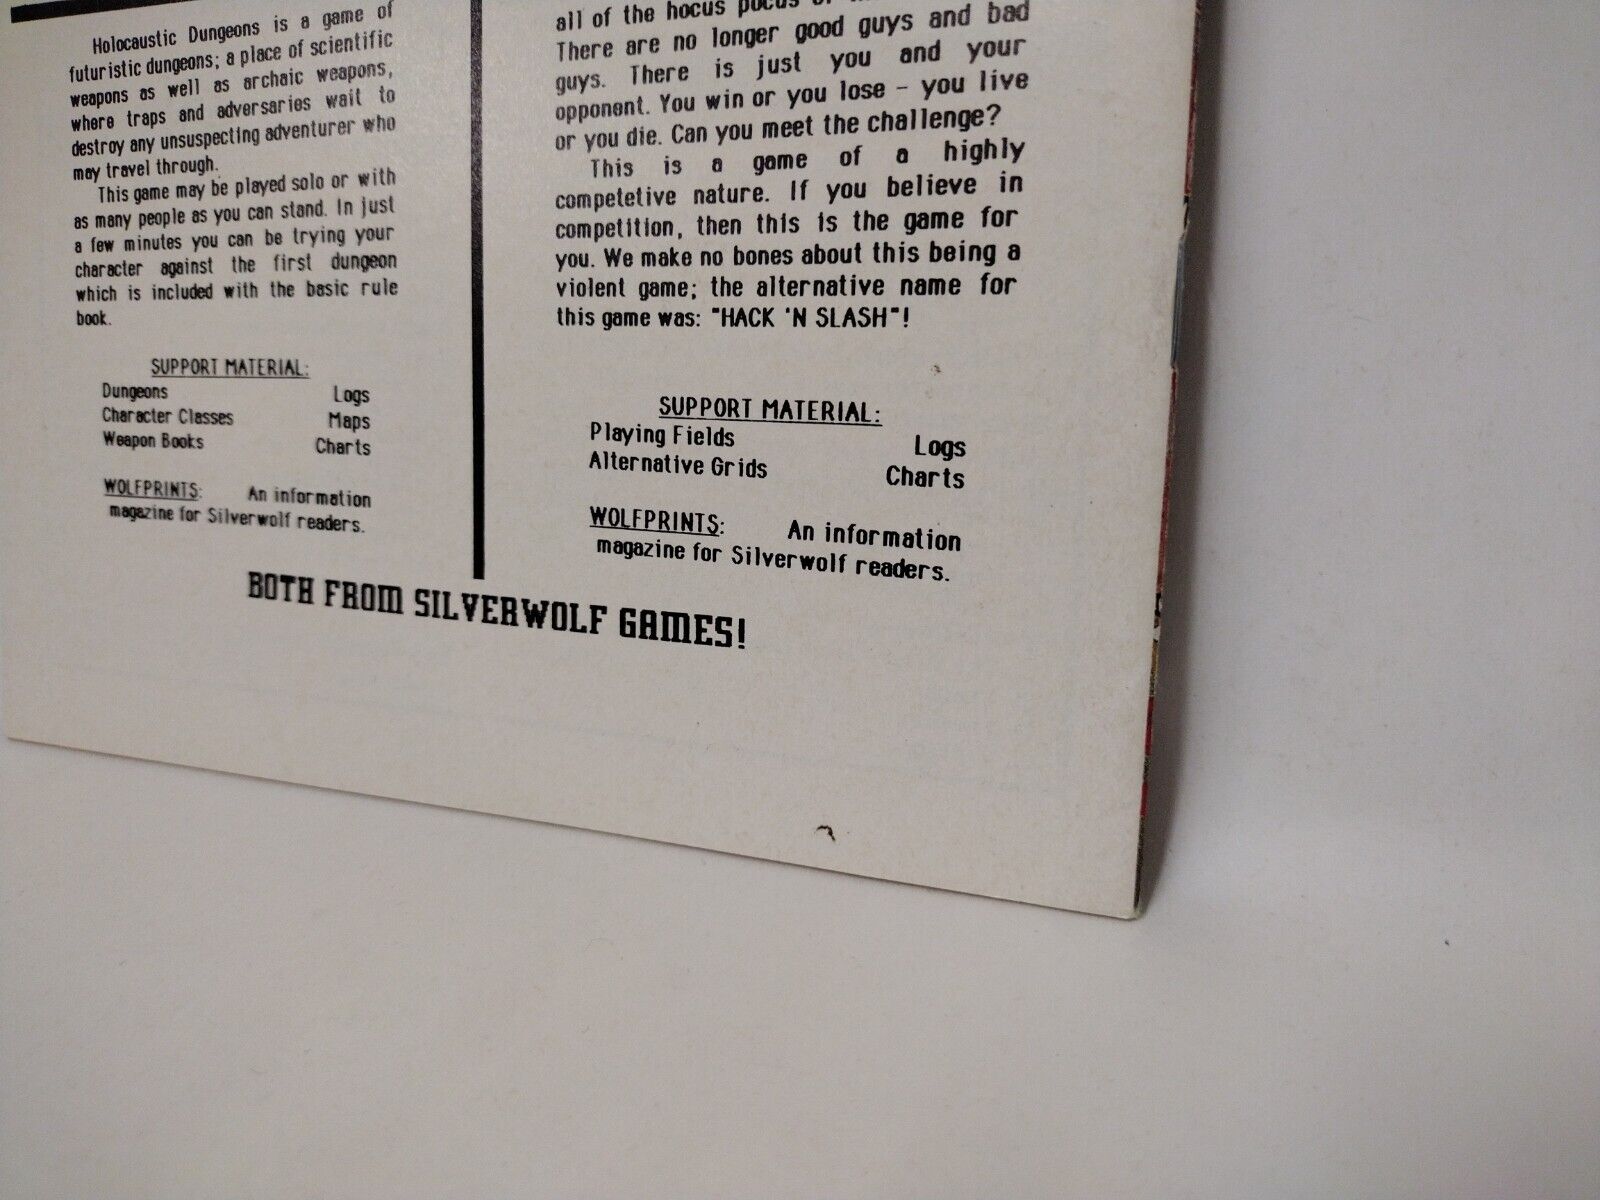 Holocaustic Dungeons is a game of
futuristic dungeons; a place of scientific
weapons as well as archaic weapons,
where traps and adversaries wait to
destroy any unsuspecting adventurer who
may travel through.
This game may be played solo or with
as many people as you can stand. In just
a few minutes you can be trying your
character against the first dungeon
which is included with the basic rule
book.
SUPPORT MATERIAL:
Dungeons Logs
Character Classes Maps
Weapon Books Charts
WOLFPRINTS: An information
magazine for Silverwolf readers.
all of the hocus pocus
There are no longer good guys and bad
guys. There is just you and your
opponent. You win or you lose - you live
or you die. Can you meet the challenge?
This is a game of a highly
competetive nature. If you believe in
competition, then this is the game for
you. We make no bones about this being a
violent game; the alternative name for
this game was: "HACK 'N SLASH"!
SUPPORT MATERIAL:
Playing Fields Logs
Alternative Grids Charts
WOLFPRINTS: An information
magazine for Silverwolf readers.
BOTH FROM SILVERWOLF GAMES!